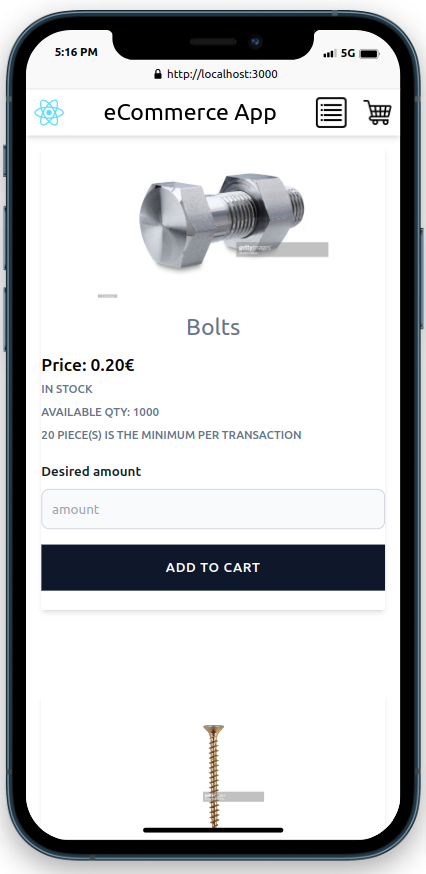 5:16 PM
5G
http://localhost:3000
eCommerce App
gettyimages
Bolts
Price: 0.20€
IN STOCK
AVAILABLE QTY: 1000
20 PIECE(S) IS THE MINIMUM PER TRANSACTION
Desired amount
amount
ADD TO CART